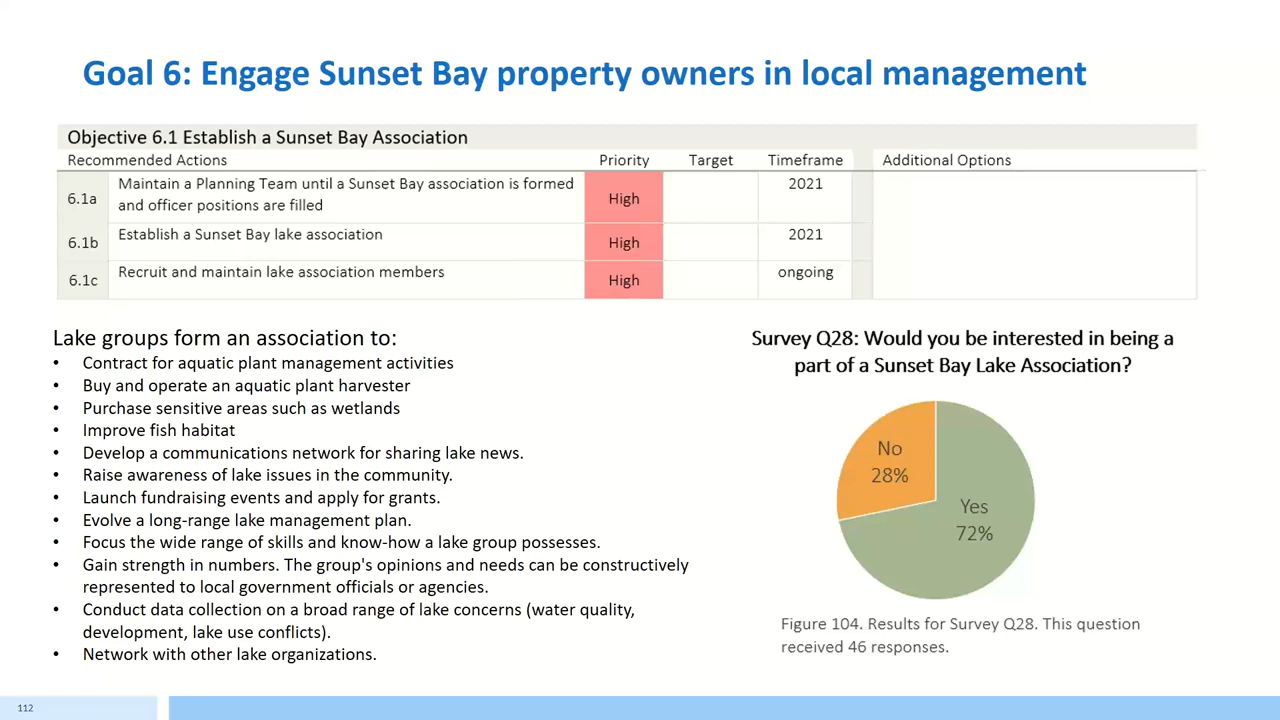 Goal 6: Engage Sunset Bay property owners in local management
Objective 6.1 Establish a Sunset Bay Association
Recommended Actions Priority Target Timeframe Additional Options
6.1a Maintain a Planning Team until a Sunset Bay association is formed
and officer positions are filled High 2021
6.1b Establish a Sunset Bay lake association High 2021
6.1c Recruit and maintain lake association members High ongoing
Lake groups form an association to:
• Contract for aquatic plant management activities
• Buy and operate an aquatic plant harvester
• Purchase sensitive areas such as wetlands
• Improve fish habitat
• Develop a communications network for sharing lake news.
• Raise awareness of lake issues in the community.
• Launch fundraising events and apply for grants.
• Evolve a long-range lake management plan.
• Focus the wide range of skills and know-how a lake group possesses.
• Gain strength in numbers. The group's opinions and needs can be constructively
represented to local government officials or agencies.
• Conduct data collection on a broad range of lake concerns (water quality,
development, lake use conflicts).
• Network with other lake organizations.
Survey Q28: Would you be interested in being a
part of a Sunset Bay Lake Association?
No
28%
Yes
72%
Figure 104. Results for Survey Q28. This question
received 46 responses.
112